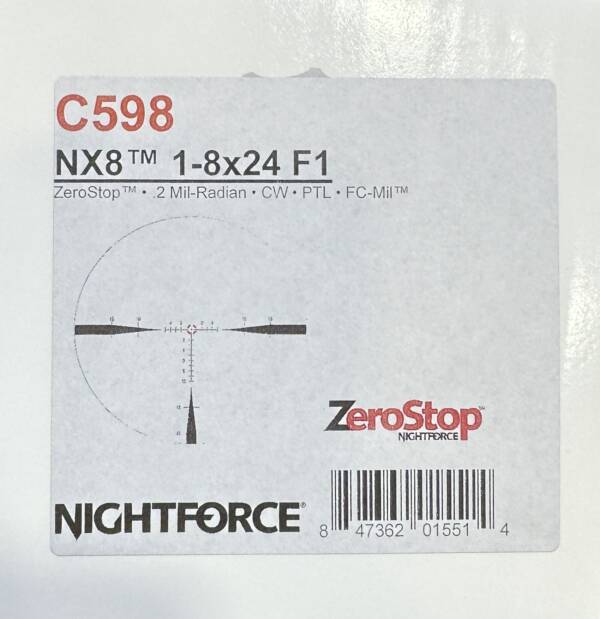 C598
NX8™ 1-8x24 F1
ZeroStop™ • .2 Mil-Radian • CW • PTL • FC-Mil™
ZeroStop™
NIGHTFORCE
NIGHTFORCE®
8 47362 01551 4